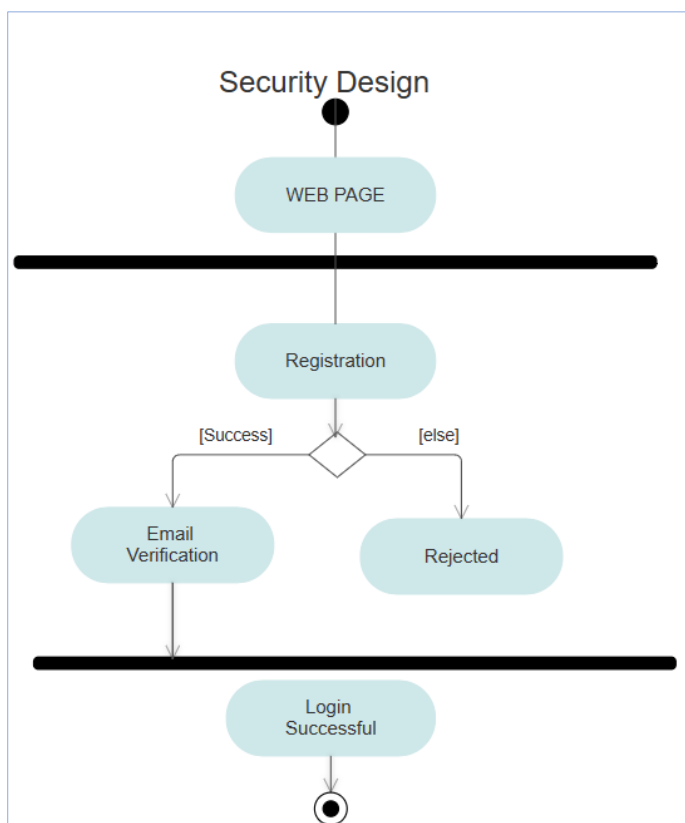 Security Design
WEB PAGE
Registration
[Success]
[else]
Email
Verification
Rejected
Login
Successful